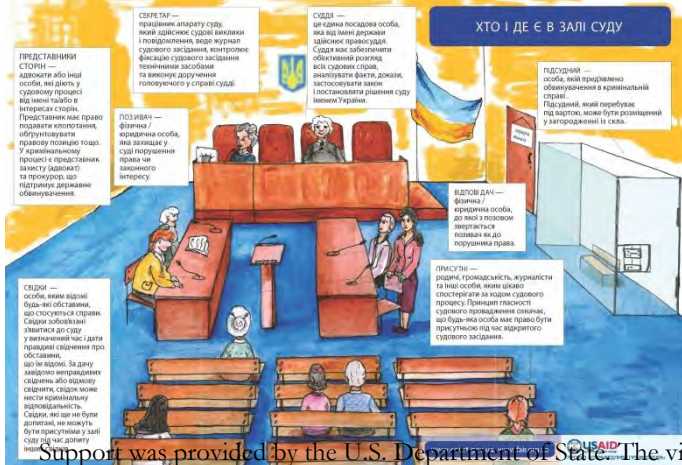 ХТО І ДЕ Є В ЗАЛІ СУДУ
СЕКРЕТАР —
працівник апарату суду,
який здійснює судові виклики
і повідомлення, веде журнал
судового засідання, контролює
фіксацію судового засідання
технічними засобами
та виконує доручення
головуючого у справі судді.
СУДДЯ —
це єдина посадова особа,
яка від імені держави
здійснює правосуддя.
Суддя має забезпечити
об'єктивний розгляд
всіх судових справ,
аналізувати факти, докази,
застосовувати закон
і постановляти рішення суду
іменем України.
ПРЕДСТАВНИКИ
СТОРІН —
адвокати або інші
особи, які діють у
судовому процесі
від імені та/або в
інтересах сторін.
Представник має право
подавати клопотання,
обґрунтовувати
правову позицію тощо.
У кримінальному
процесі є представник
захисту (адвокат)
та прокурор, що
підтримує державне
обвинувачення.
ПОЗИВАЧ —
фізична /
юридична особа,
яка захищає у
суді порушення
права чи
законного
інтересу.
ПІДСУДНИЙ —
особа, якій пред'явлено
обвинувачення в кримінальній
справі.
Підсудний, який перебуває
під вартою, може бути розміщений
у загородженні із скла.
ВІДПОВІДАЧ —
фізична /
юридична особа,
до якої з позовом
звертається
позивач як до
порушника права.
ПРИСУТНІ —
родичі, громадськість, журналісти
та інші особи, яким цікаво
спостерігати за ходом судового
процесу. Принцип гласності
судового провадження означає,
що будь-яка особа має право бути
присутньою під час відкритого
судового засідання.
СВІДКИ —
особи, яким відомі
будь-які обставини,
що стосуються справи.
Свідки зобов'язані
з'явитися до суду
у визначений час і дати
правдиві свідчення про
обставини,
що їм відомі. За дачу
завідомо неправдивих
свідчень або відмову
свідчити, свідок може
нести кримінальну
відповідальність.
Свідки, які ще не були
допитані, не можуть
бути присутніми у залі
суду під час допиту
USAID
Support was provided by the U.S. Department of State. The vi